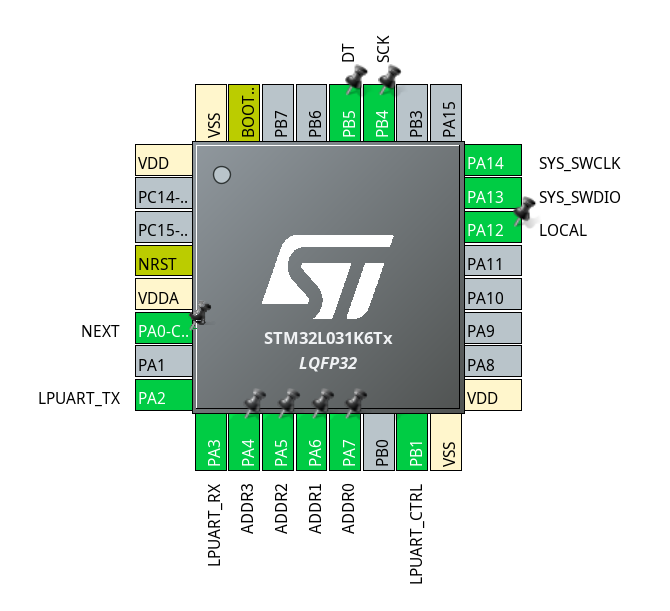 DT
SCK
VSS
BOOT..
PB7
PB6
PB5
PB4
PB3
PA15
VDD
PC14-..
PC15-..
NRST
VDDA
NEXT
PA0-C..
PA1
LPUART_TX
PA2
PA14
SYS_SWCLK
PA13
SYS_SWDIO
PA12
LOCAL
PA11
PA10
PA9
PA8
VDD
ST
STM32L031K6Tx
LQFP32
PA3
PA4
PA5
PA6
PA7
PB0
PB1
VSS
LPUART_RX
ADDR3
ADDR2
ADDR1
ADDR0
LPUART_CTRL